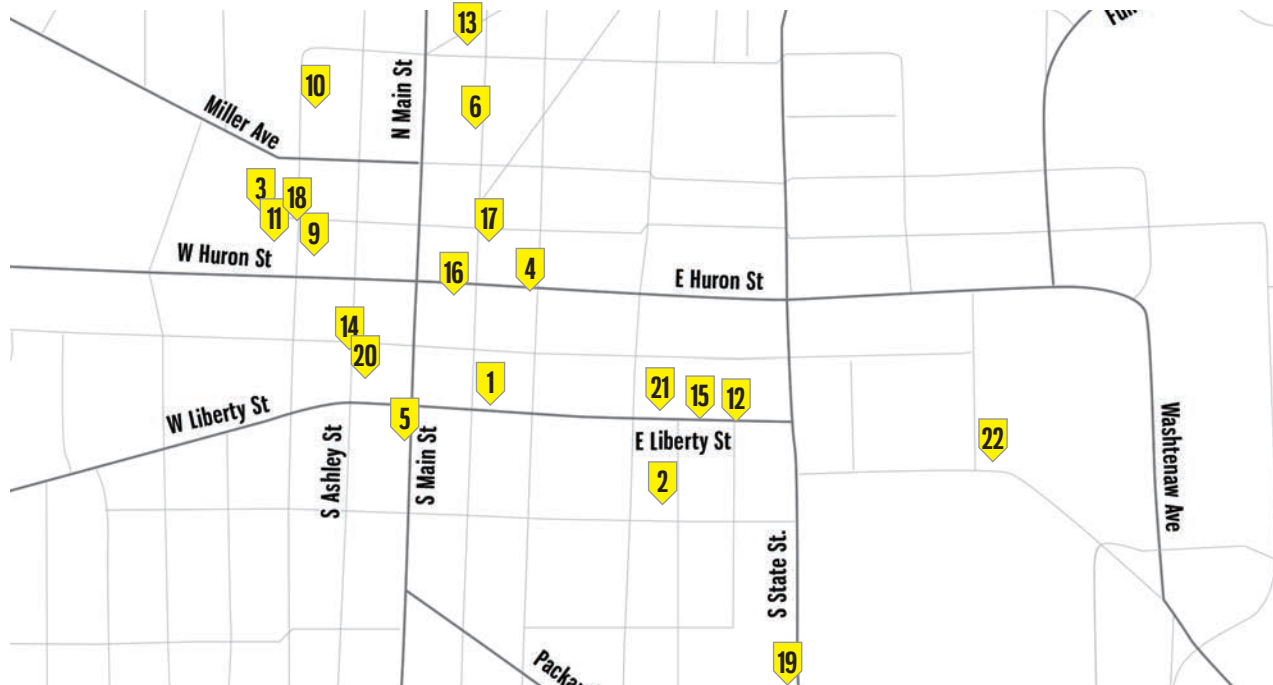 13
10
6
N Main St
Miller Ave
3
18
11
9
17
W Huron St
16
4
E Huron St
14
20
1
21
15
12
5
W Liberty St
E Liberty St
S Ashley St
S Main St
2
22
Washtenaw Ave
S State St.
19